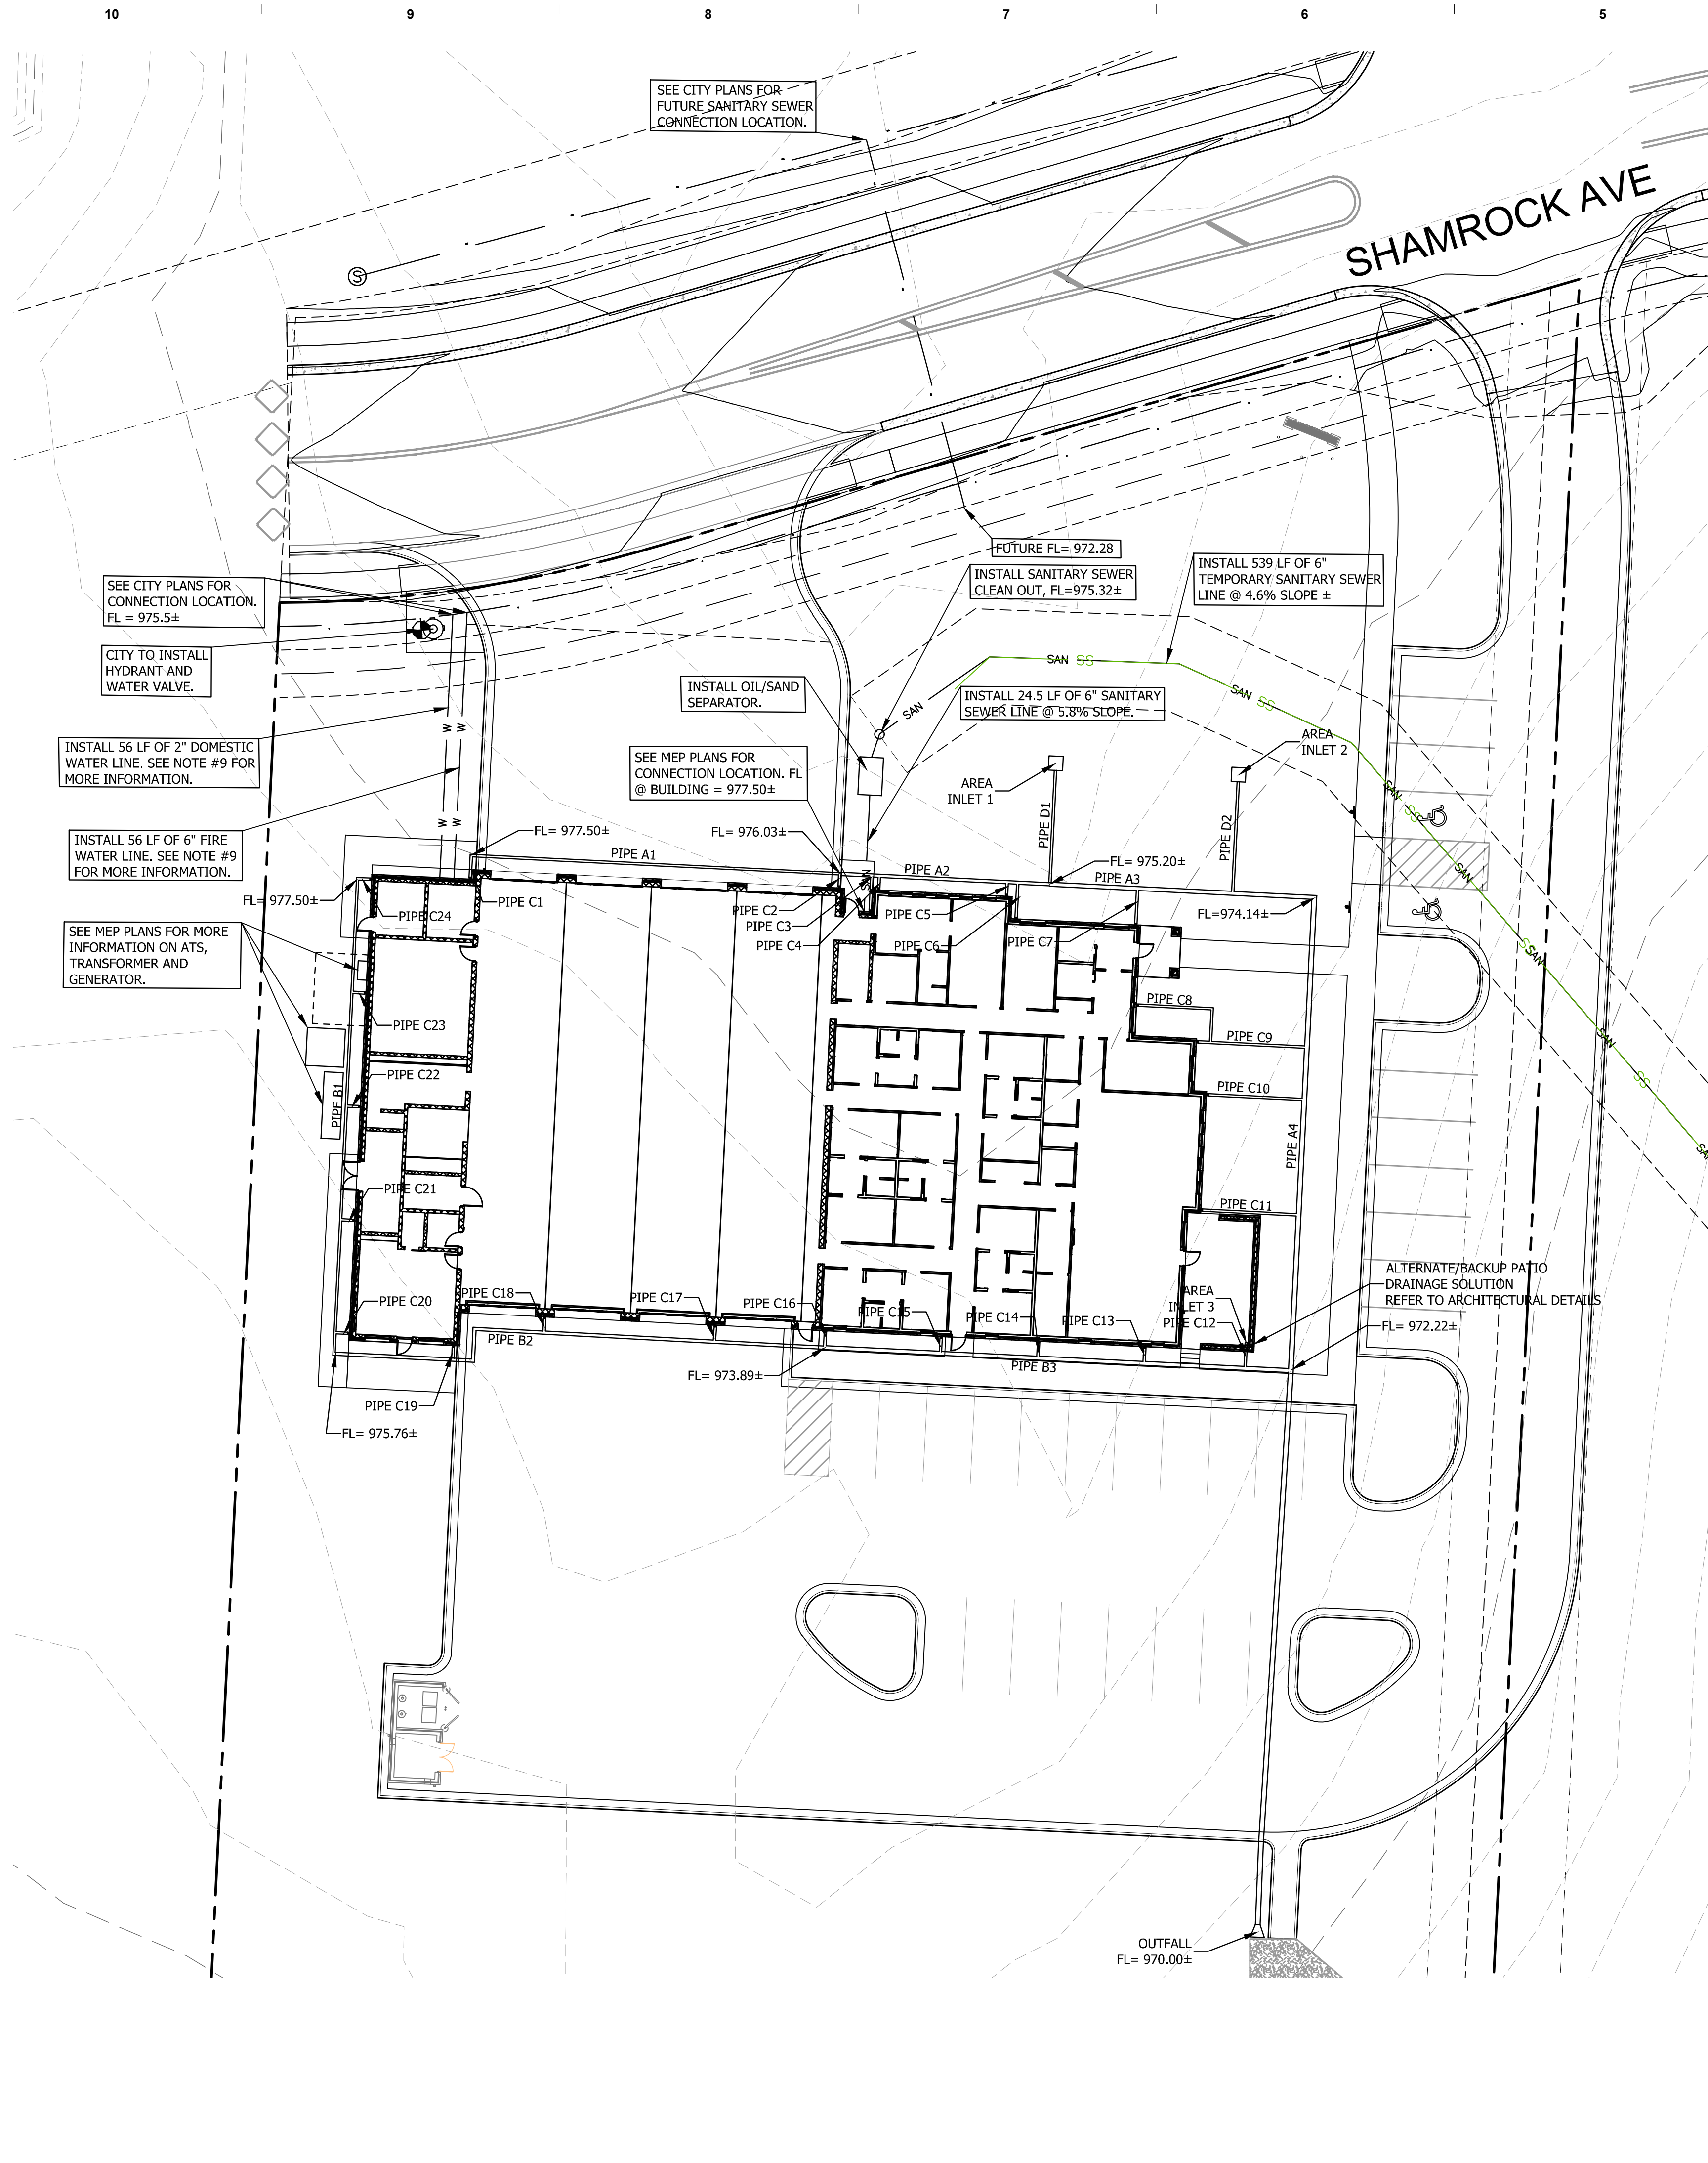 10 9 8 7 6 5
SEE CITY PLANS FOR
FUTURE SANITARY SEWER
CONNECTION LOCATION.
SHAMROCK AVE
S
FUTURE FL= 972.28
INSTALL SANITARY SEWER
CLEAN OUT, FL=975.32±
INSTALL 539 LF OF 6"
TEMPORARY SANITARY SEWER
LINE @ 4.6% SLOPE ±
SEE CITY PLANS FOR
CONNECTION LOCATION.
FL = 975.5±
CITY TO INSTALL
HYDRANT AND
WATER VALVE.
INSTALL OIL/SAND
SEPARATOR.
INSTALL 24.5 LF OF 6" SANITARY
SEWER LINE @ 5.8% SLOPE.
SAN SS
SAN SS
SAN
SAN SS
SAN
SS SAN
SAN
SS
SA
SAN
W W
W W
INSTALL 56 LF OF 2" DOMESTIC
WATER LINE. SEE NOTE #9 FOR
MORE INFORMATION.
SEE MEP PLANS FOR
CONNECTION LOCATION. FL
@ BUILDING = 977.50±
AREA
INLET 1
AREA
INLET 2
PIPE D1
PIPE D2
INSTALL 56 LF OF 6" FIRE
WATER LINE. SEE NOTE #9
FOR MORE INFORMATION.
FL= 977.50±
FL= 976.03±
PIPE A1
PIPE A2
FL= 975.20±
PIPE A3
FL= 977.50±
PIPE C24
PIPE C1
PIPE C2
PIPE C3
PIPE C4
PIPE C5
PIPE C6
PIPE C7
FL=974.14±
SEE MEP PLANS FOR MORE
INFORMATION ON ATS,
TRANSFORMER AND
GENERATOR.
PIPE C23
PIPE C8
PIPE C9
PIPE C22
PIPE C10
PIPE B1
PIPE A4
PIPE C21
PIPE C11
PIPE C20
PIPE C18
PIPE C17
PIPE C16
PIPE C15
PIPE C14
PIPE C13
AREA
INLET 3
PIPE C12
ALTERNATE/BACKUP PATIO
DRAINAGE SOLUTION
REFER TO ARCHITECTURAL DETAILS
FL= 972.22±
PIPE B2
PIPE B3
FL= 973.89±
PIPE C19
FL= 975.76±
OUTFALL
FL= 970.00±